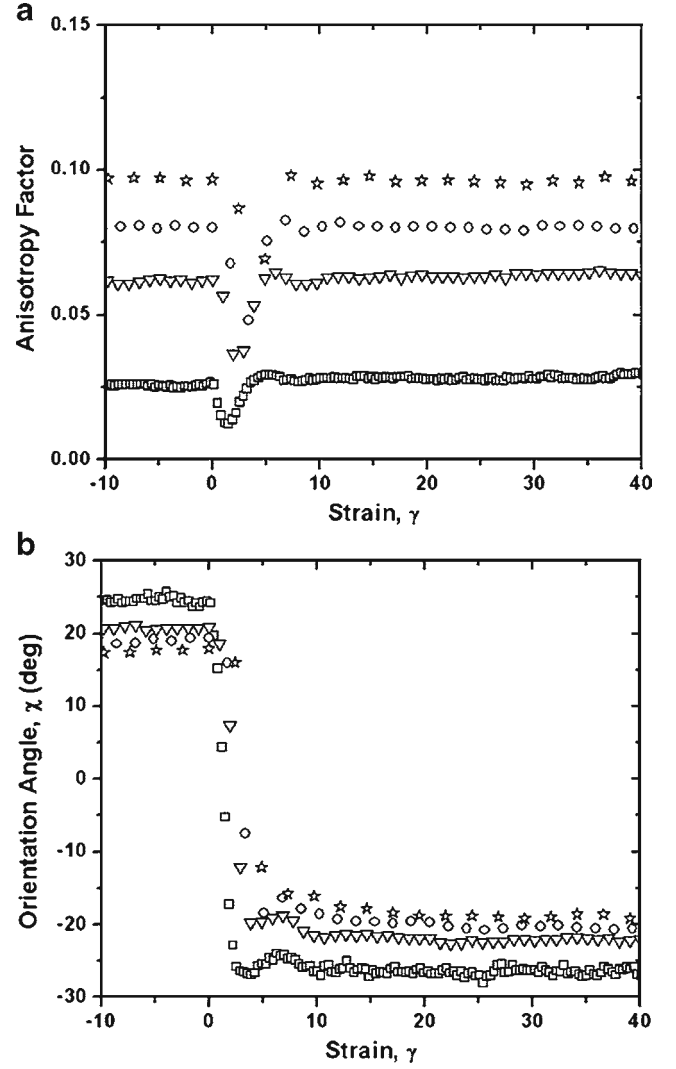 a
0.15
0.10
0.05
0.00
Anisotropy Factor
-10 0 10 20 30 40
Strain, γ
b
30
20
10
0
-10
-20
-30
Orientation Angle, χ (deg)
-10 0 10 20 30 40
Strain, γ